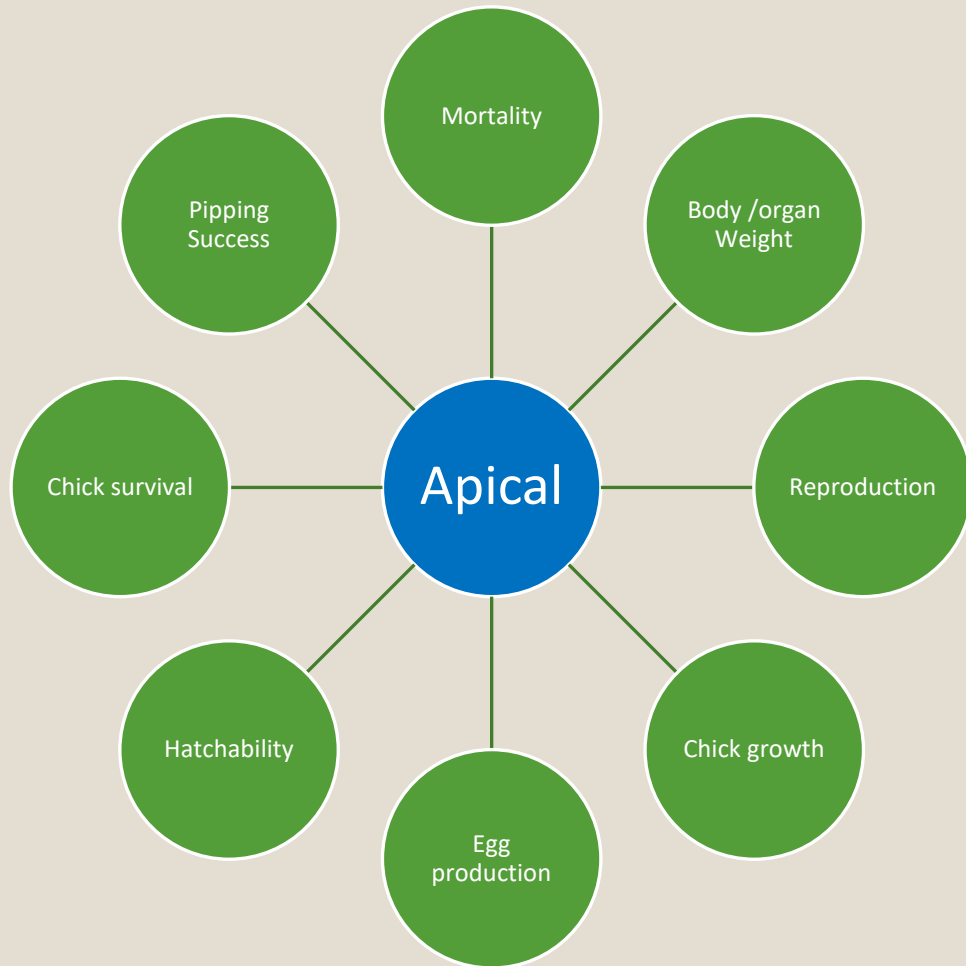 Mortality
Pipping
Success
Body /organ
Weight
Chick survival
Apical
Reproduction
Hatchability
Chick growth
Egg
production